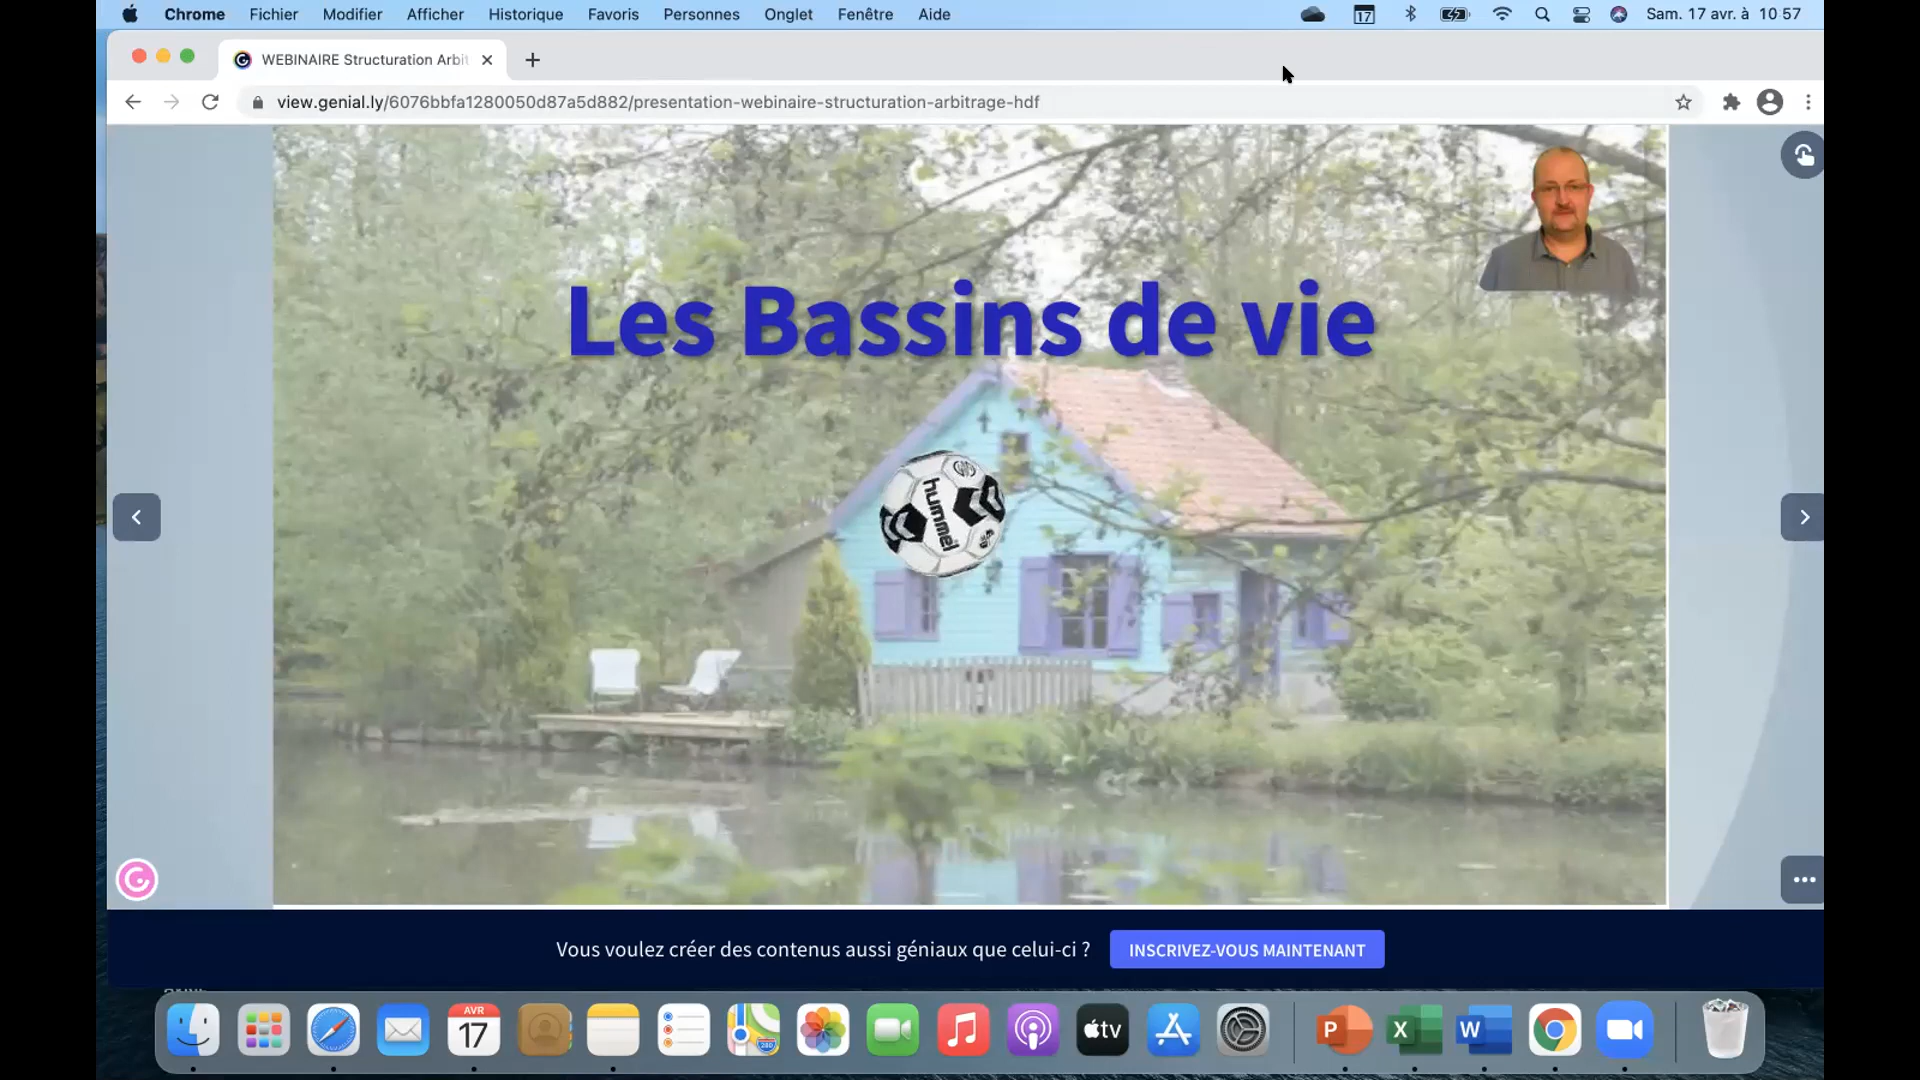 Chrome Fichier Modifier Afficher Historique Favoris Personnes Onglet Fenêtre Aide 17 Sam. 17 avr. à 10 57
WEBINAIRE Structuration Arbit
view.genial.ly/6076bbfa1280050d87a5d882/presentation-webinaire-structuration-arbitrage-hdf
Les Bassins de vie
hummel
Vous voulez créer des contenus aussi géniaux que celui-ci ? INSCRIVEZ-VOUS MAINTENANT
AVR
17
280
tv
P X W